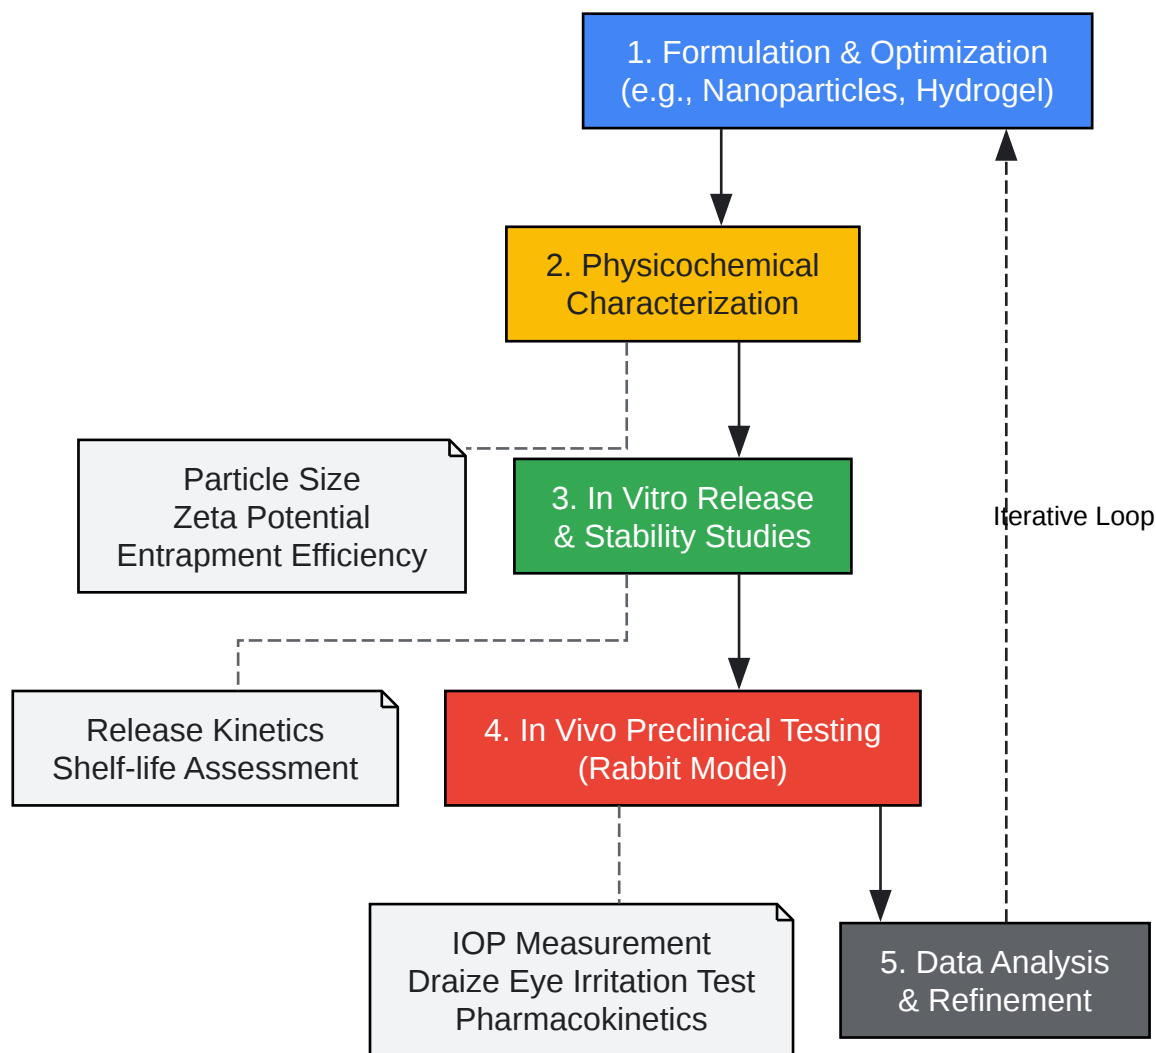 1. Formulation & Optimization
(e.g., Nanoparticles, Hydrogel)
2. Physicochemical
Characterization
Particle Size
Zeta Potential
Entrapment Efficiency
3. In Vitro Release
& Stability Studies
Iterative Loop
Release Kinetics
Shelf-life Assessment
4. In Vivo Preclinical Testing
(Rabbit Model)
IOP Measurement
Draize Eye Irritation Test
Pharmacokinetics
5. Data Analysis
& Refinement